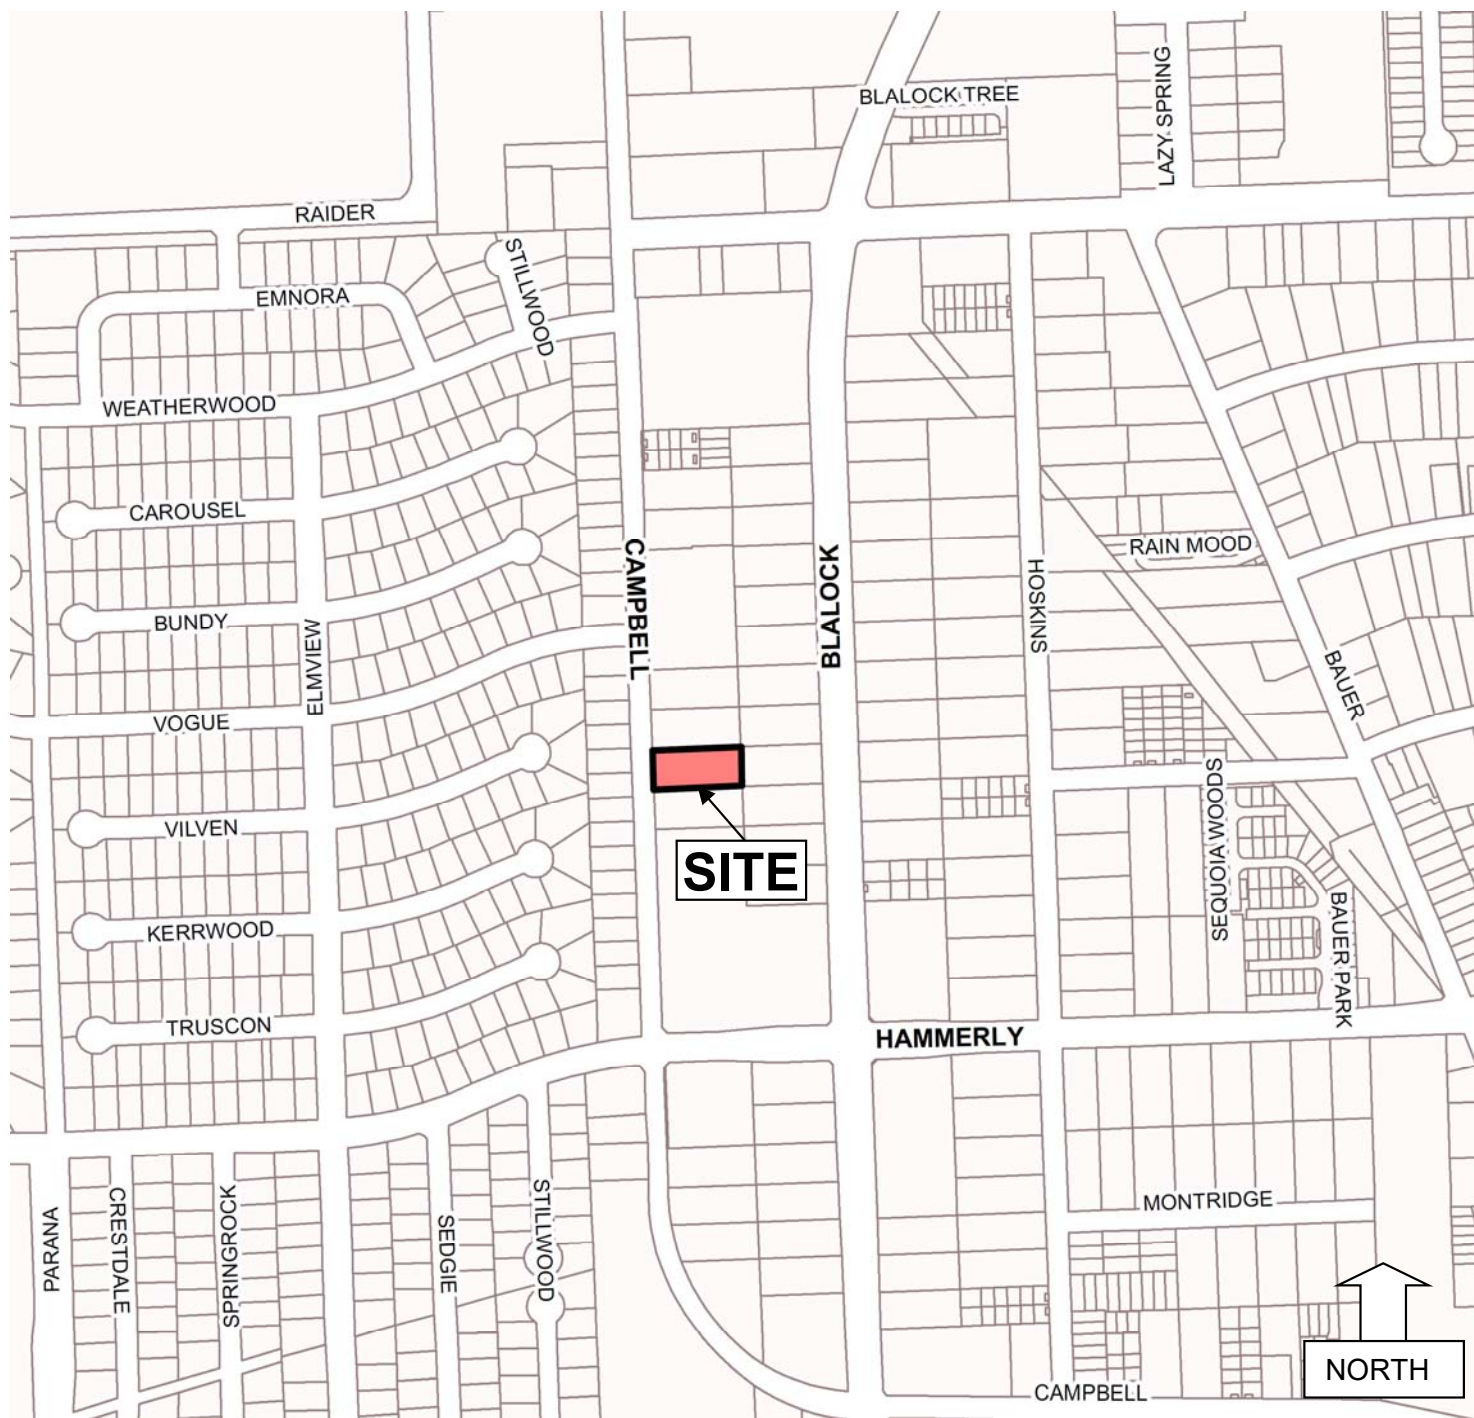 BLALOCK TREE
LAZY SPRING
RAIDER
STILLWOOD
EMNORA
WEATHERWOOD
CAROUSEL
CAMPBELL
BLALOCK
RAIN MOOD
HOSKINS
BUNDY
ELMVIEW
BAUER
VOGUE
SEQUOIA WOODS
VILVEN
SITE
KERRWOOD
BAUER PARK
TRUSCON
HAMMERLY
PARANA
CRESTDALE
SPRINGROCK
SEDGIE
STILLWOOD
MONTRIDGE
NORTH
CAMPBELL